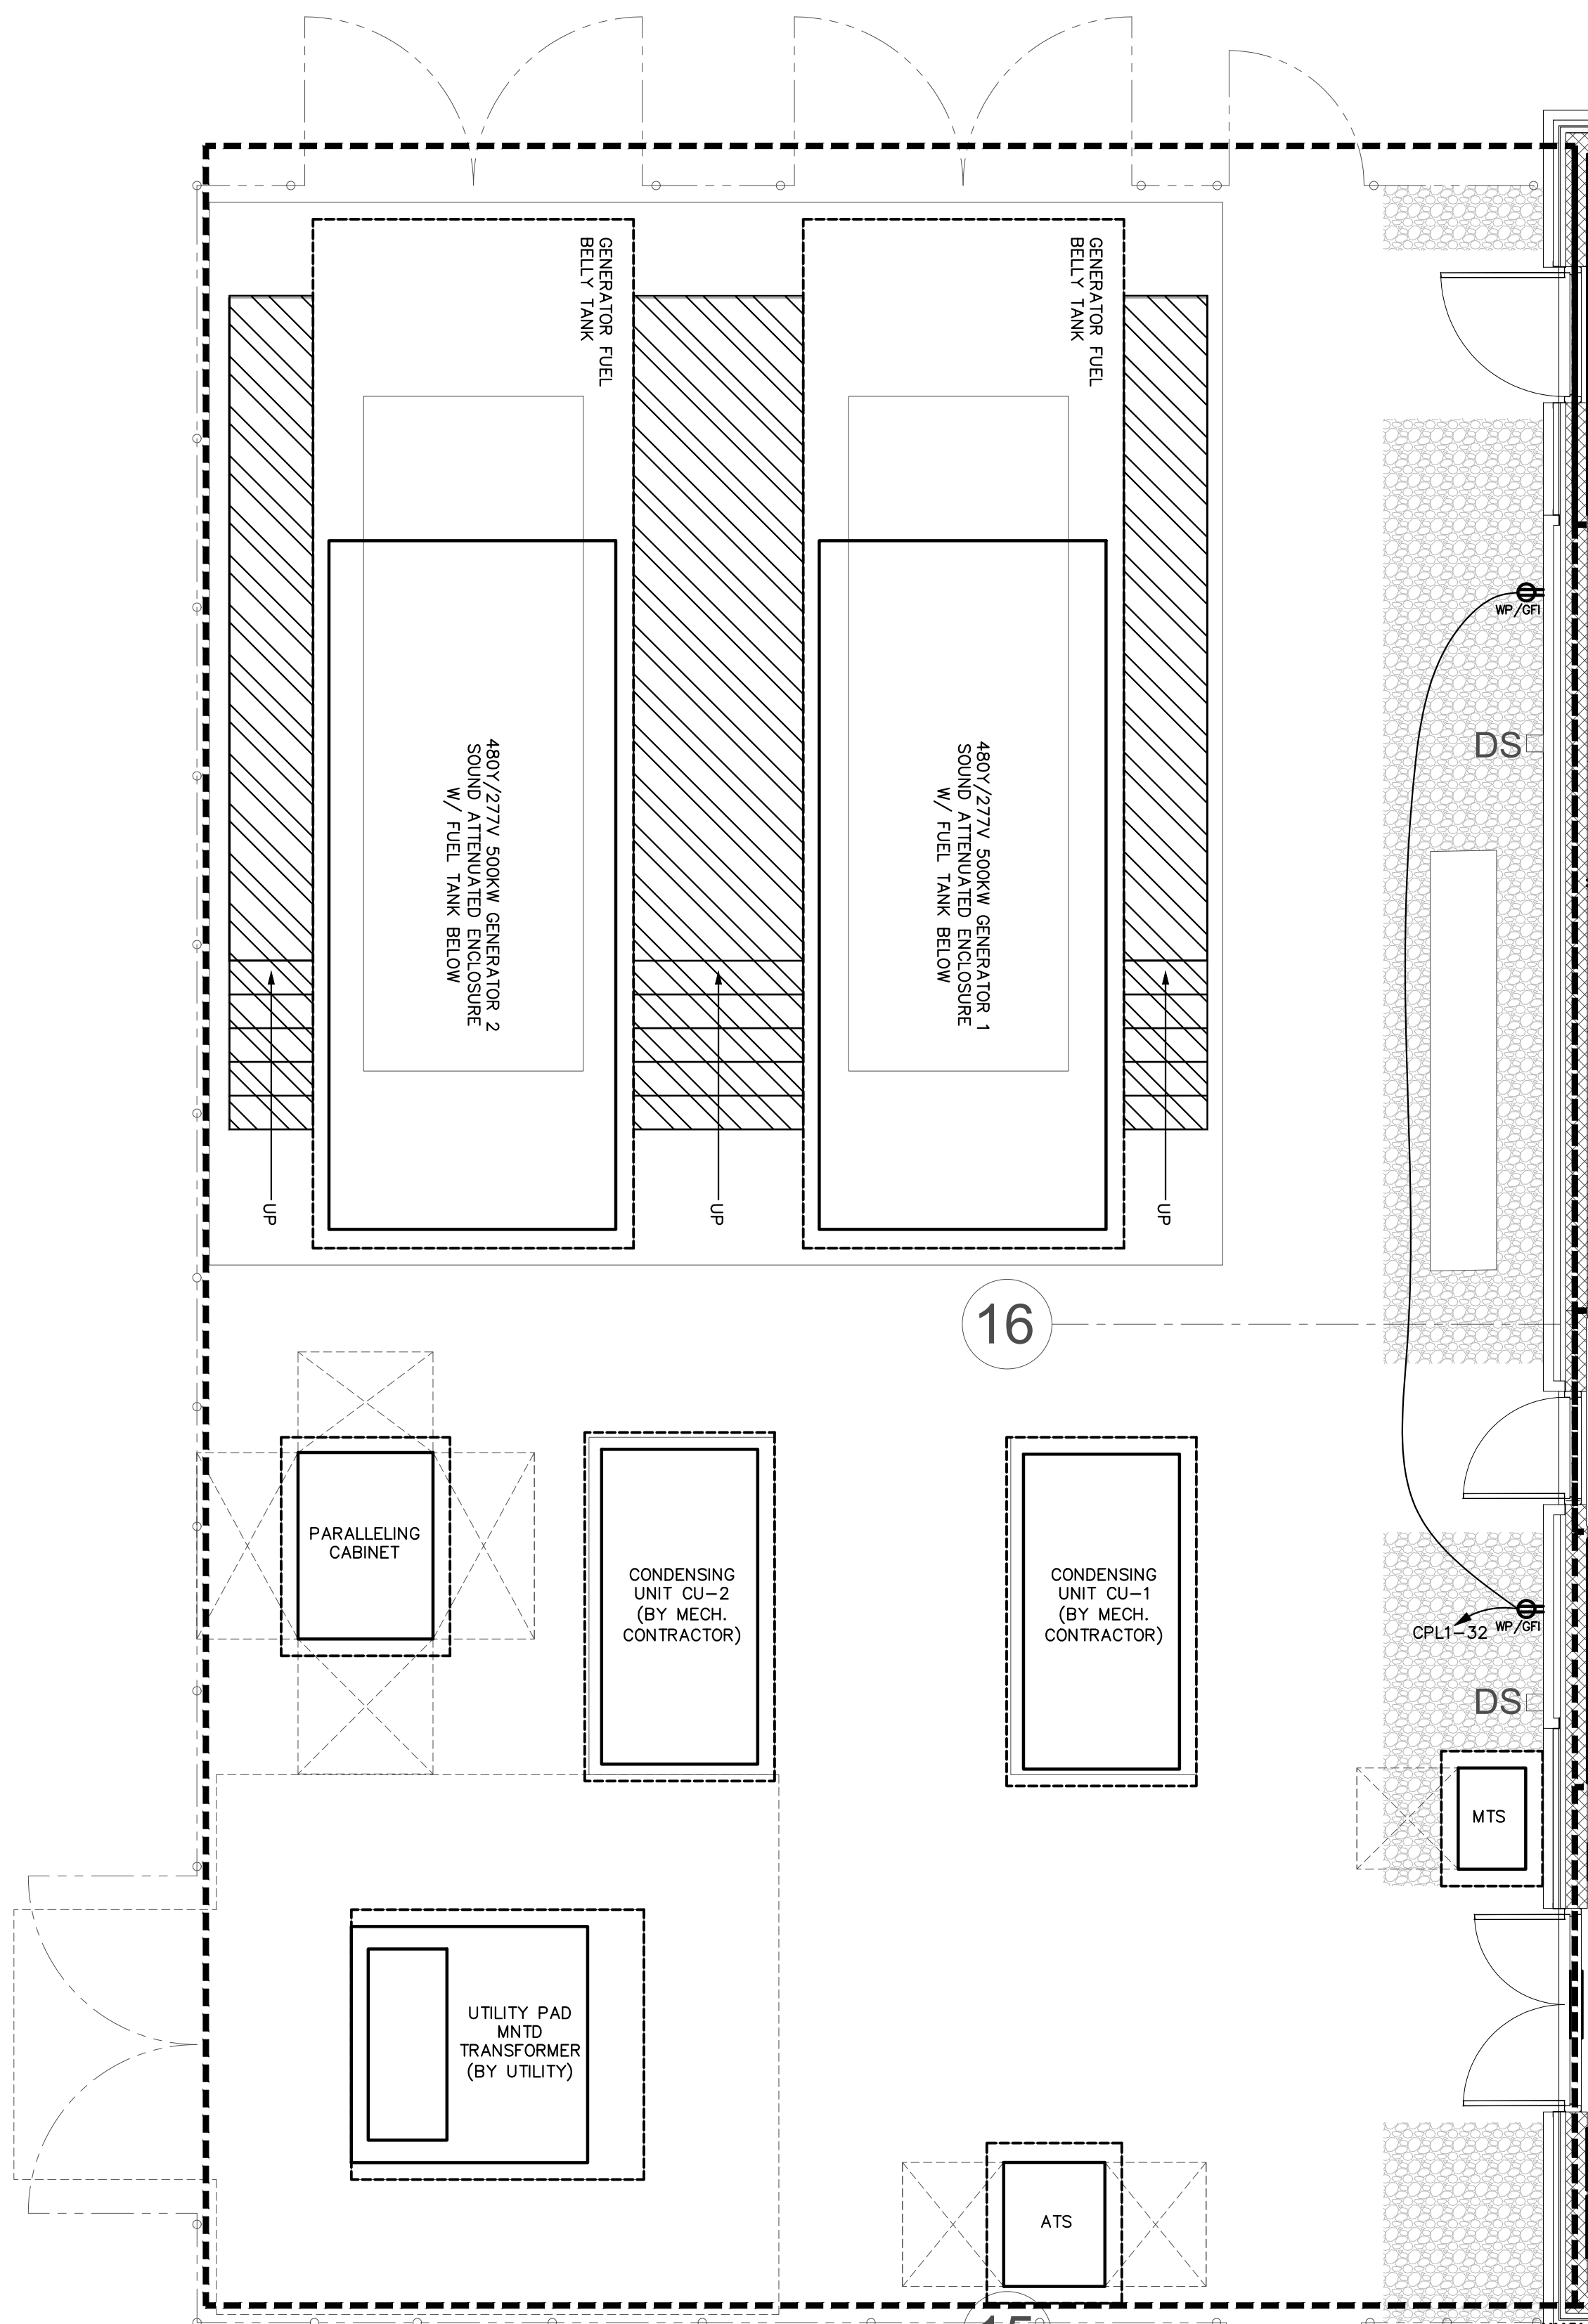 GENERATOR FUEL
BELLY TANK
GENERATOR FUEL
BELLY TANK
WP/GFI
DS
480Y/277V 500KW GENERATOR 2
SOUND ATTENUATED ENCLOSURE
W/ FUEL TANK BELOW
480Y/277V 500KW GENERATOR 1
SOUND ATTENUATED ENCLOSURE
W/ FUEL TANK BELOW
UP
UP
UP
16
PARALLELING
CABINET
CONDENSING
UNIT CU-2
(BY MECH.
CONTRACTOR)
CONDENSING
UNIT CU-1
(BY MECH.
CONTRACTOR)
CPL1-32
WP/GFI
DS
MTS
UTILITY PAD
MNTD
TRANSFORMER
(BY UTILITY)
ATS
15